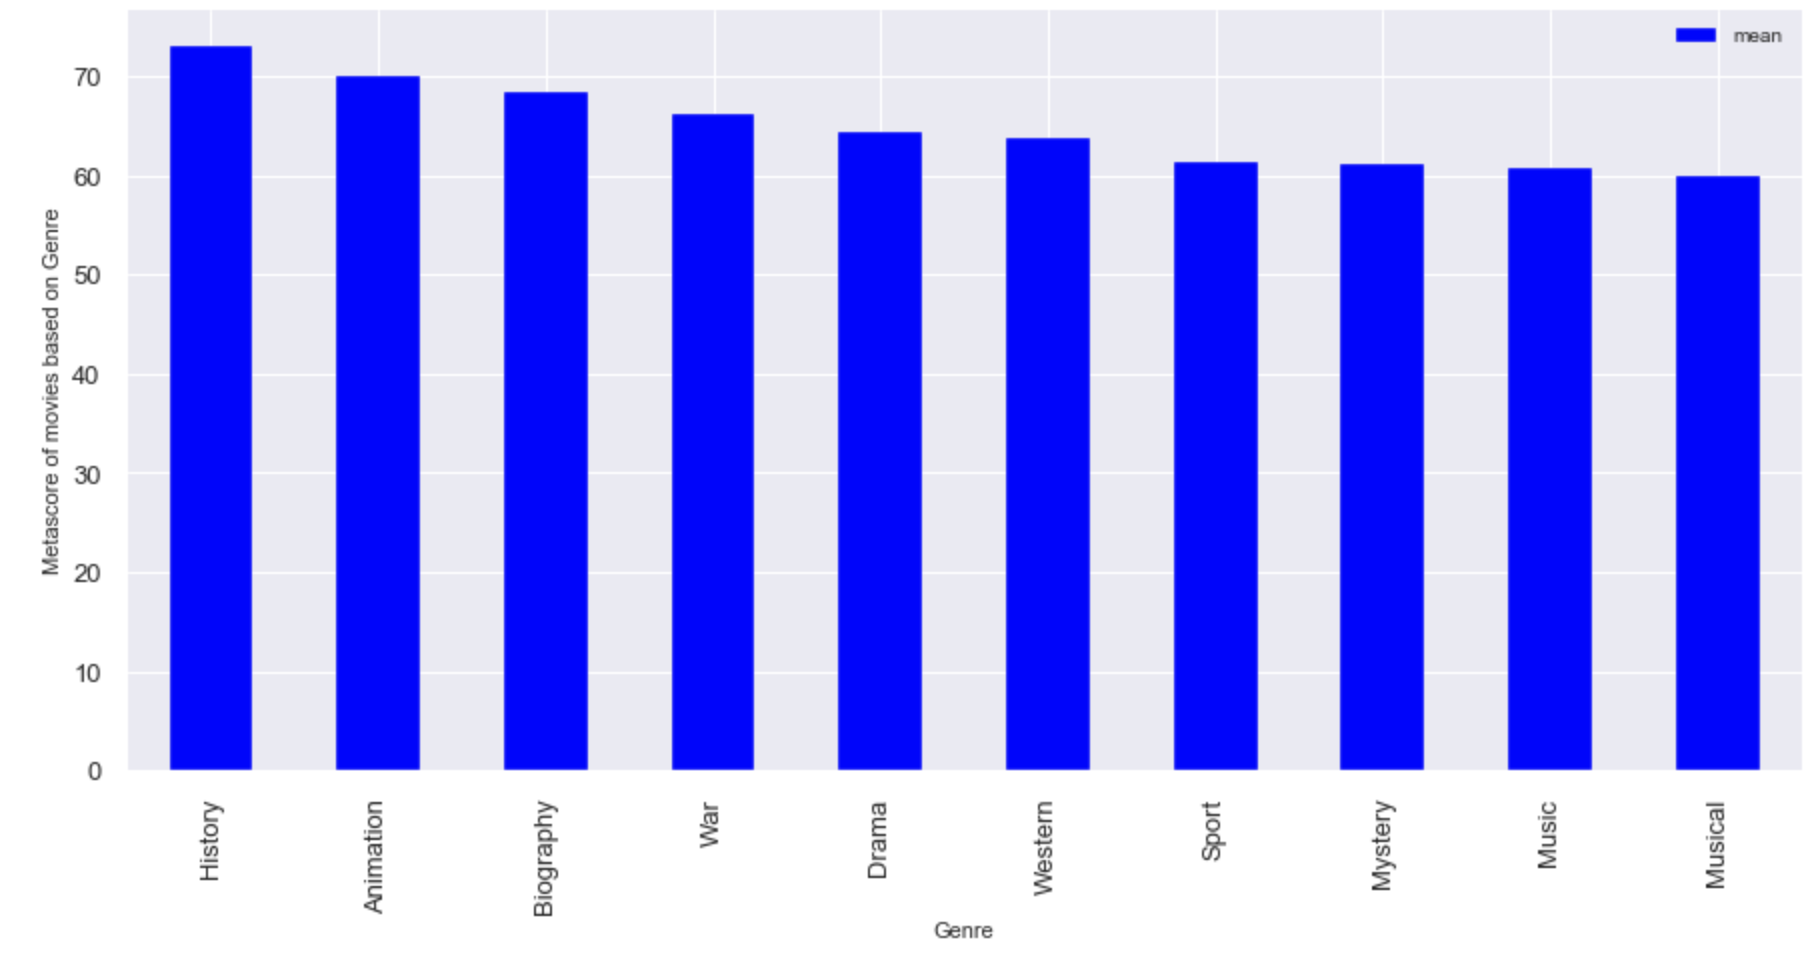 mean
Metascore of movies based on Genre
70
60
50
40
30
20
10
0
History
Animation
Biography
War
Drama
Western
Sport
Mystery
Music
Musical
Genre